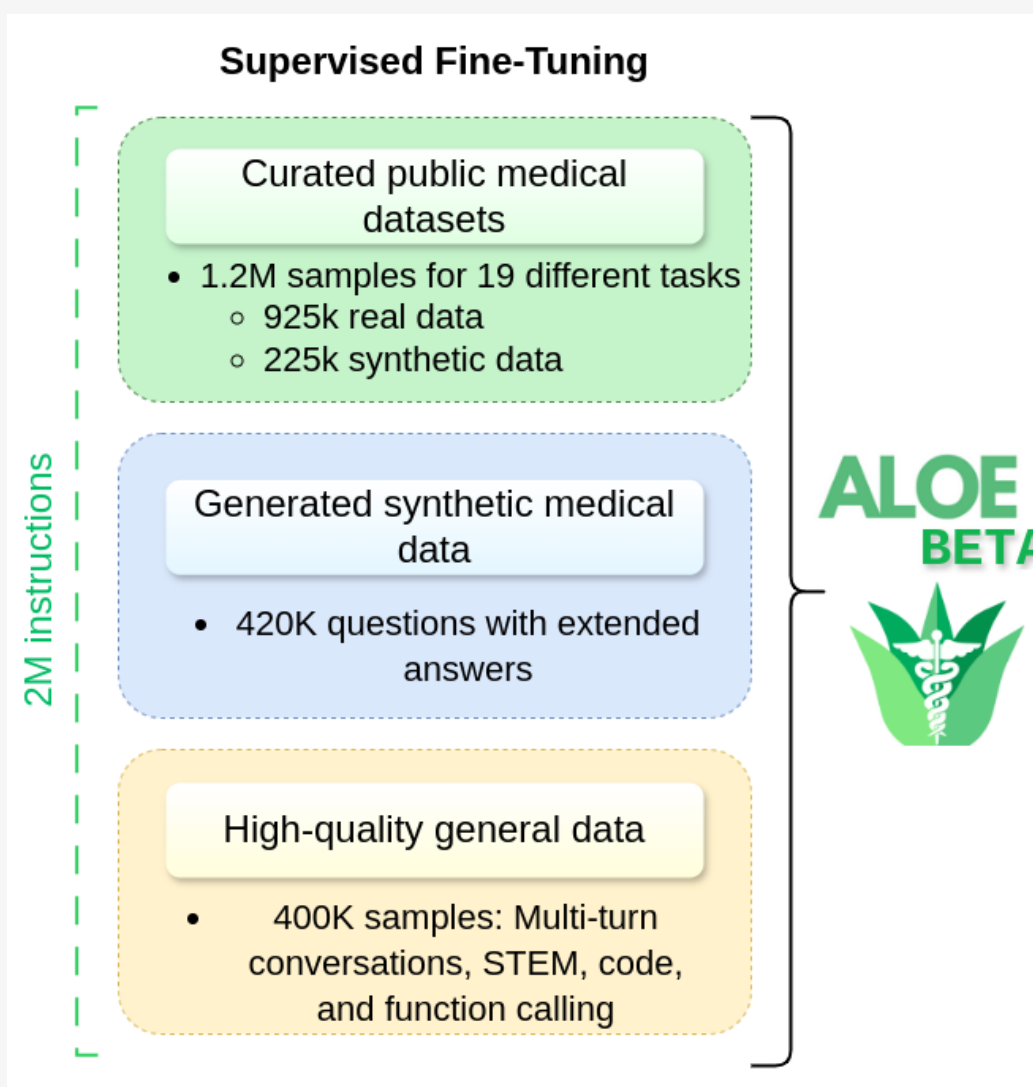 Supervised Fine-Tuning
Curated public medical
datasets
• 1.2M samples for 19 different tasks
◦ 925k real data
◦ 225k synthetic data
2M instructions
Generated synthetic medical
data
• 420K questions with extended
answers
High-quality general data
• 400K samples: Multi-turn
conversations, STEM, code,
and function calling
ALOE
BETA